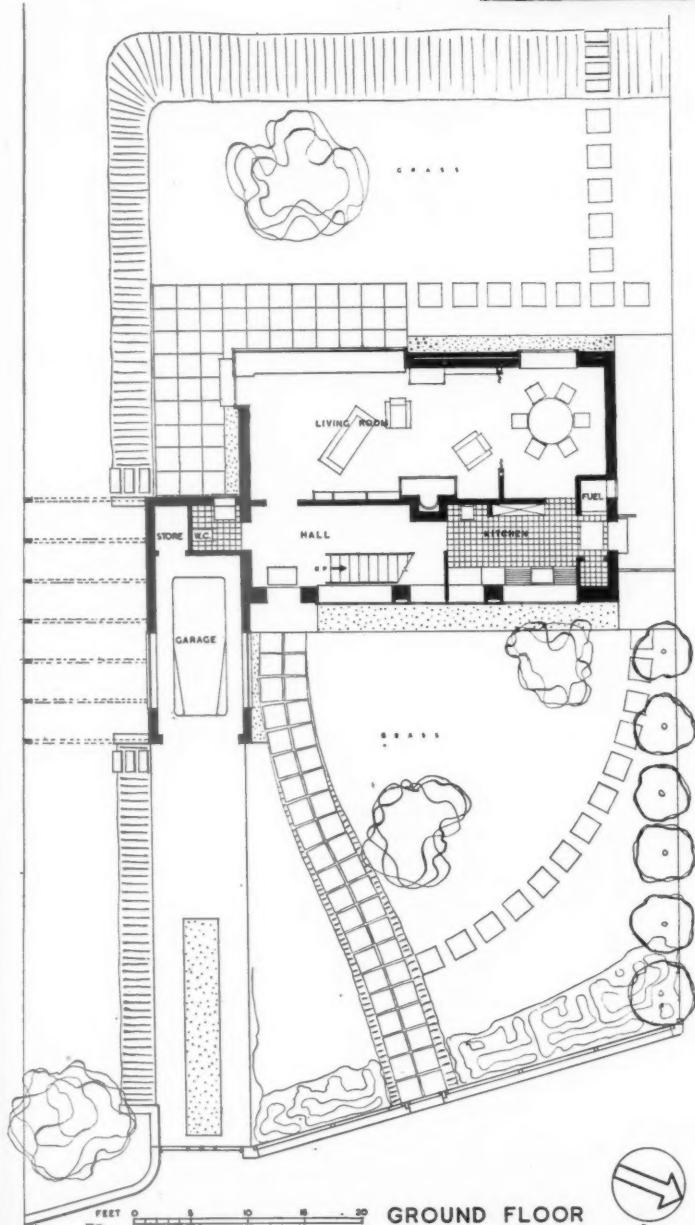 GRASS
LIVING ROOM
FUEL
STORE
W.C.
HALL
KITCHEN
UP
GARAGE
GRASS
FEET 0 5 10 15 20
GROUND FLOOR